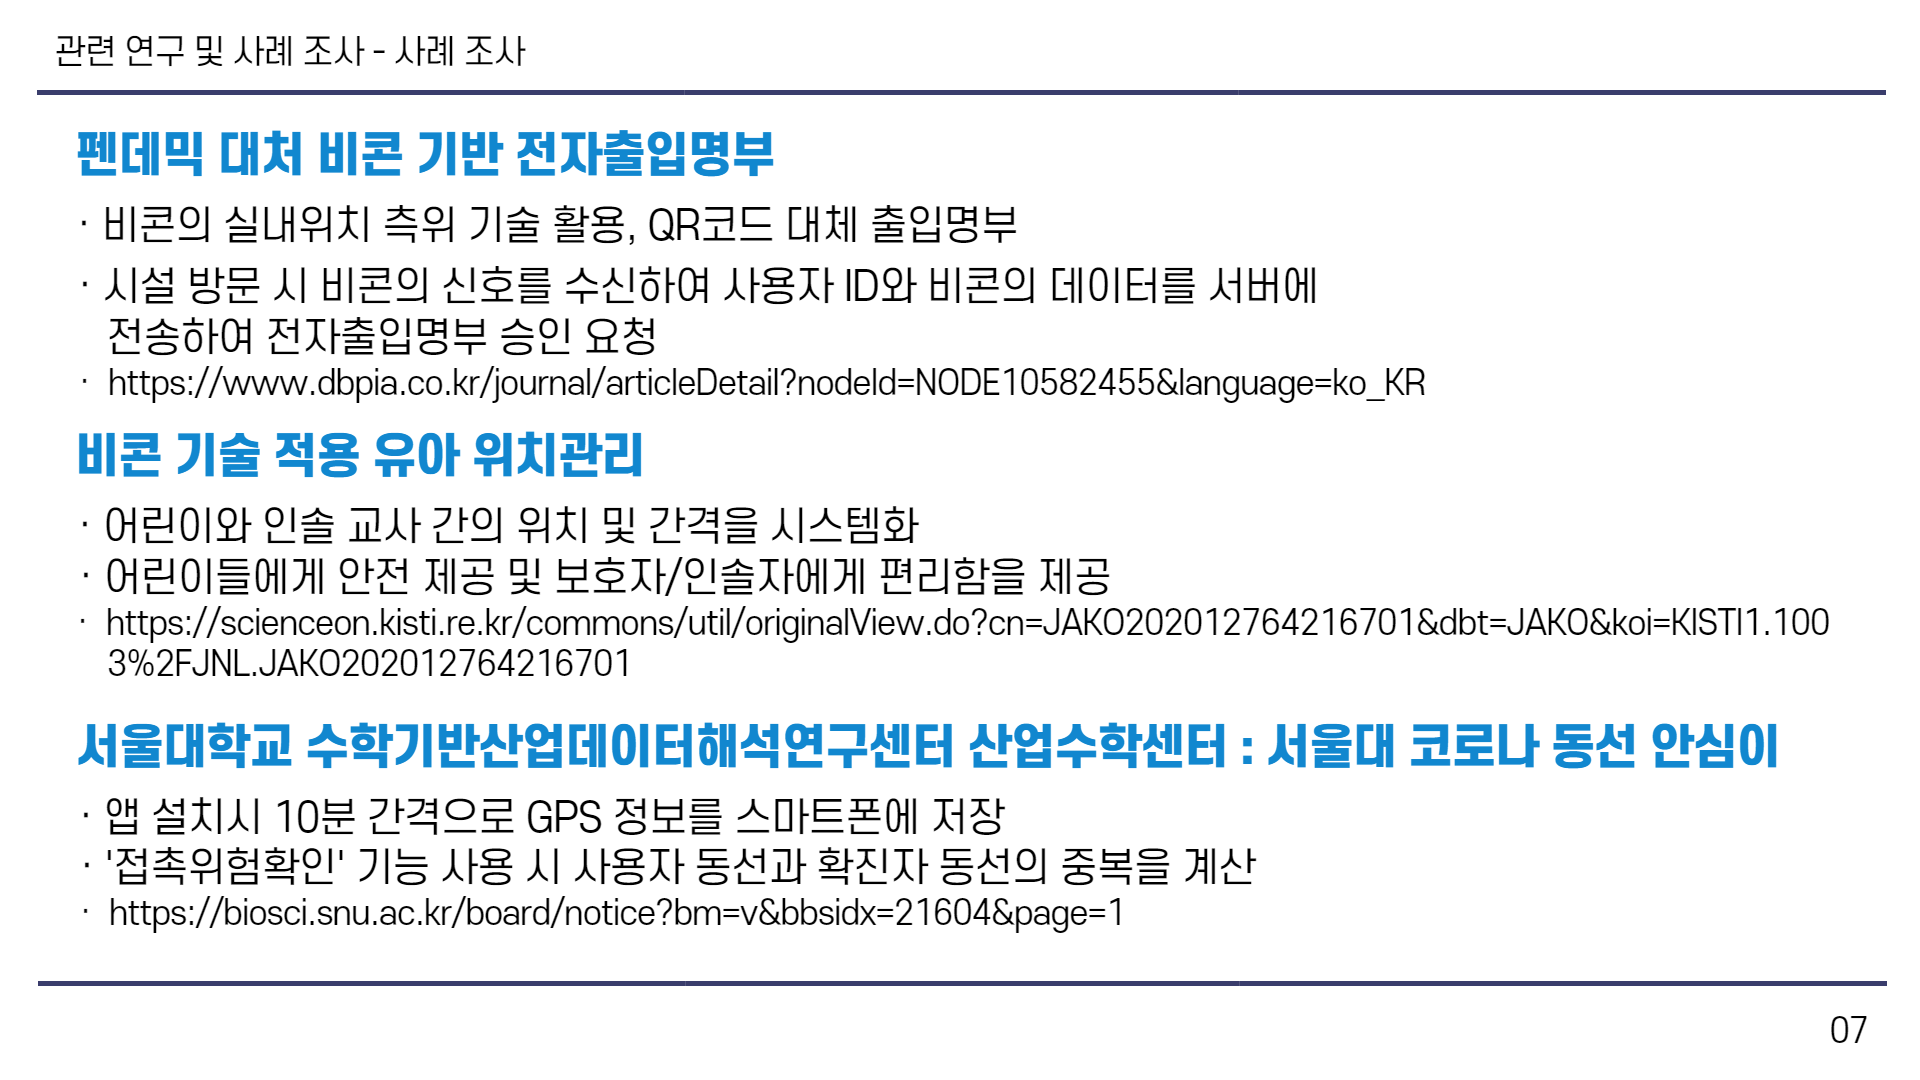 관련 연구 및 사례 조사 - 사례 조사
펜데믹 대처 비콘 기반 전자출입명부
· 비콘의 실내위치 측위 기술 활용, QR코드 대체 출입명부
· 시설 방문 시 비콘의 신호를 수신하여 사용자 ID와 비콘의 데이터를 서버에
전송하여 전자출입명부 승인 요청
· https://www.dbpia.co.kr/journal/articleDetail?nodeId=NODE10582455&language=ko_KR
비콘 기술 적용 유아 위치관리
· 어린이와 인솔 교사 간의 위치 및 간격을 시스템화
· 어린이들에게 안전 제공 및 보호자/인솔자에게 편리함을 제공
· https://scienceon.kisti.re.kr/commons/util/originalView.do?cn=JAKO202012764216701&dbt=JAKO&koi=KISTI1.100
3%2FJNL.JAKO202012764216701
서울대학교 수학기반산업데이터해석연구센터 산업수학센터 : 서울대 코로나 동선 안심이
· 앱 설치시 10분 간격으로 GPS 정보를 스마트폰에 저장
· '접촉위험확인' 기능 사용 시 사용자 동선과 확진자 동선의 중복을 계산
· https://biosci.snu.ac.kr/board/notice?bm=v&bbsidx=21604&page=1
07